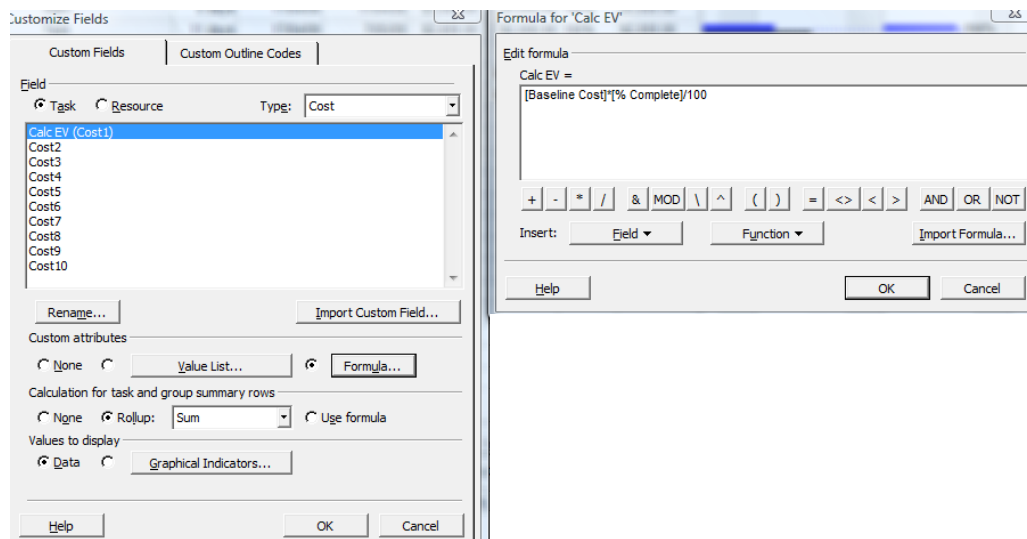 Customize Fields
Custom Fields
Custom Outline Codes
Field
Task
Resource
Type:
Cost
Calc EV (Cost1)
Cost2
Cost3
Cost4
Cost5
Cost6
Cost7
Cost8
Cost9
Cost10
Rename...
Import Custom Field...
Custom attributes
None
Value List...
Formula...
Calculation for task and group summary rows
None
Rollup:
Sum
Use formula
Values to display
Data
Graphical Indicators...
Help
OK
Cancel
Formula for 'Calc EV'
Edit formula
Calc EV =
[Baseline Cost]*[% Complete]/100
+ - * / & MOD \ ^ ( ) = <> < > AND OR NOT
Insert:
Field
Function
Import Formula...
Help
OK
Cancel